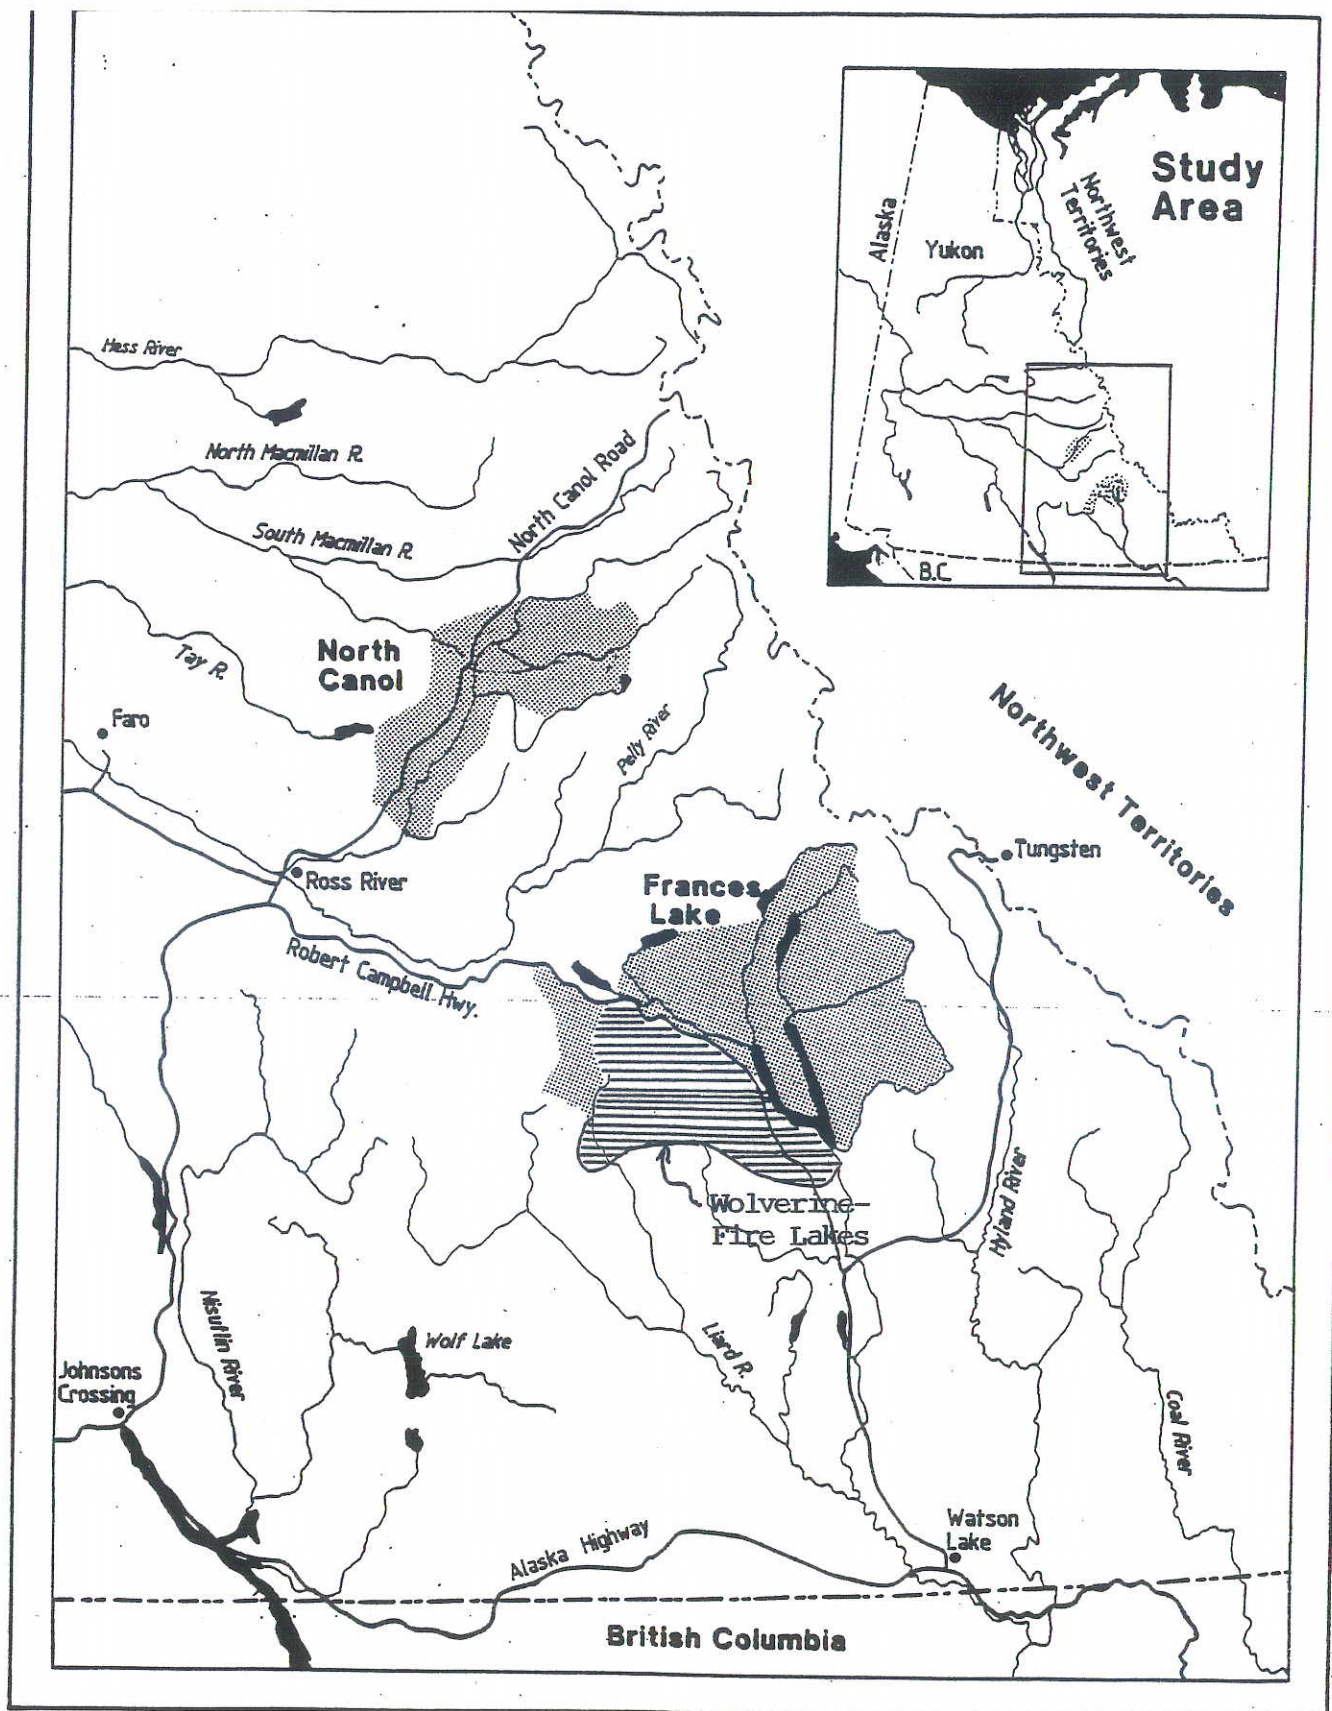 Study
Area
Alaska
Yukon
Northwest
Territories
B.C
Hess River
North Macmillan R.
North Canol Road
South Macmillan R.
North
Canol
Tay R.
Faro
Pelly River
Northwest Territories
Tungsten
Ross River
Frances
Lake
Robert Campbell Hwy.
Hyland River
Wolverine-
Fire Lakes
Nisutlin River
Wolf Lake
Liard R.
Johnsons
Crossing
Coal River
Watson
Lake
Alaska Highway
British Columbia